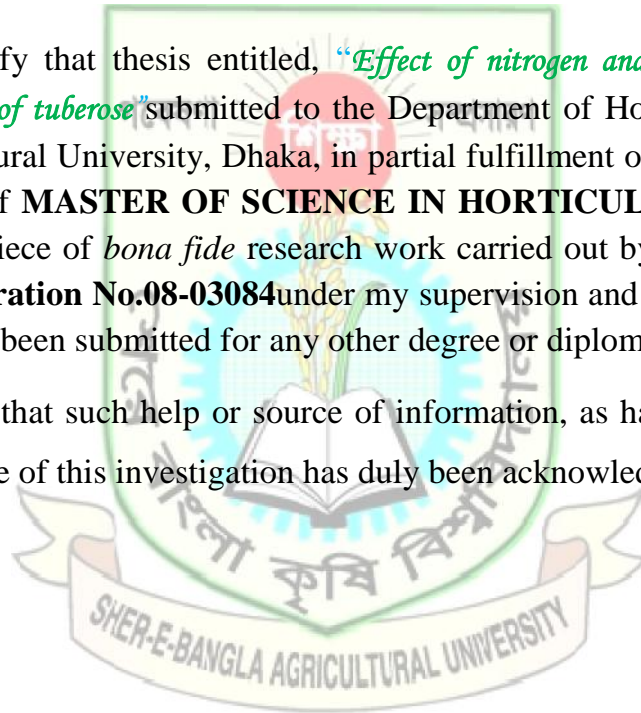 fy that thesis entitled, “Effect of nitrogen and
of tuberose”submitted to the Department of Ho
ural University, Dhaka, in partial fulfillment o
f MASTER OF SCIENCE IN HORTICUL
iece of bona fide research work carried out by
ration No.08-03084under my supervision and
been submitted for any other degree or diplom
that such help or source of information, as ha
e of this investigation has duly been acknowled
শিক্ষা
শেরেবাংলা কৃষি বিশ্ববিদ্যালয়
SHER-E-BANGLA AGRICULTURAL UNIVERSITY